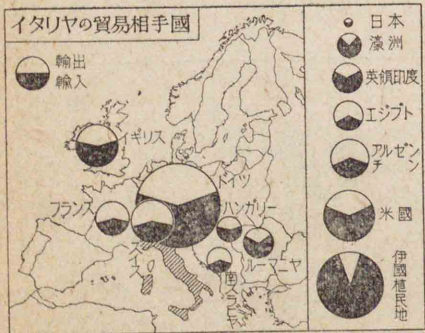 イタリヤの貿易相手國
輸出
輸入
イギリス
ドイツ
フランス
ハンガリー
スイス
ルーマニヤ
南スラビヤ
日本
濠洲
英領印度
エジプト
アルゼンチン
米國
伊國植民地